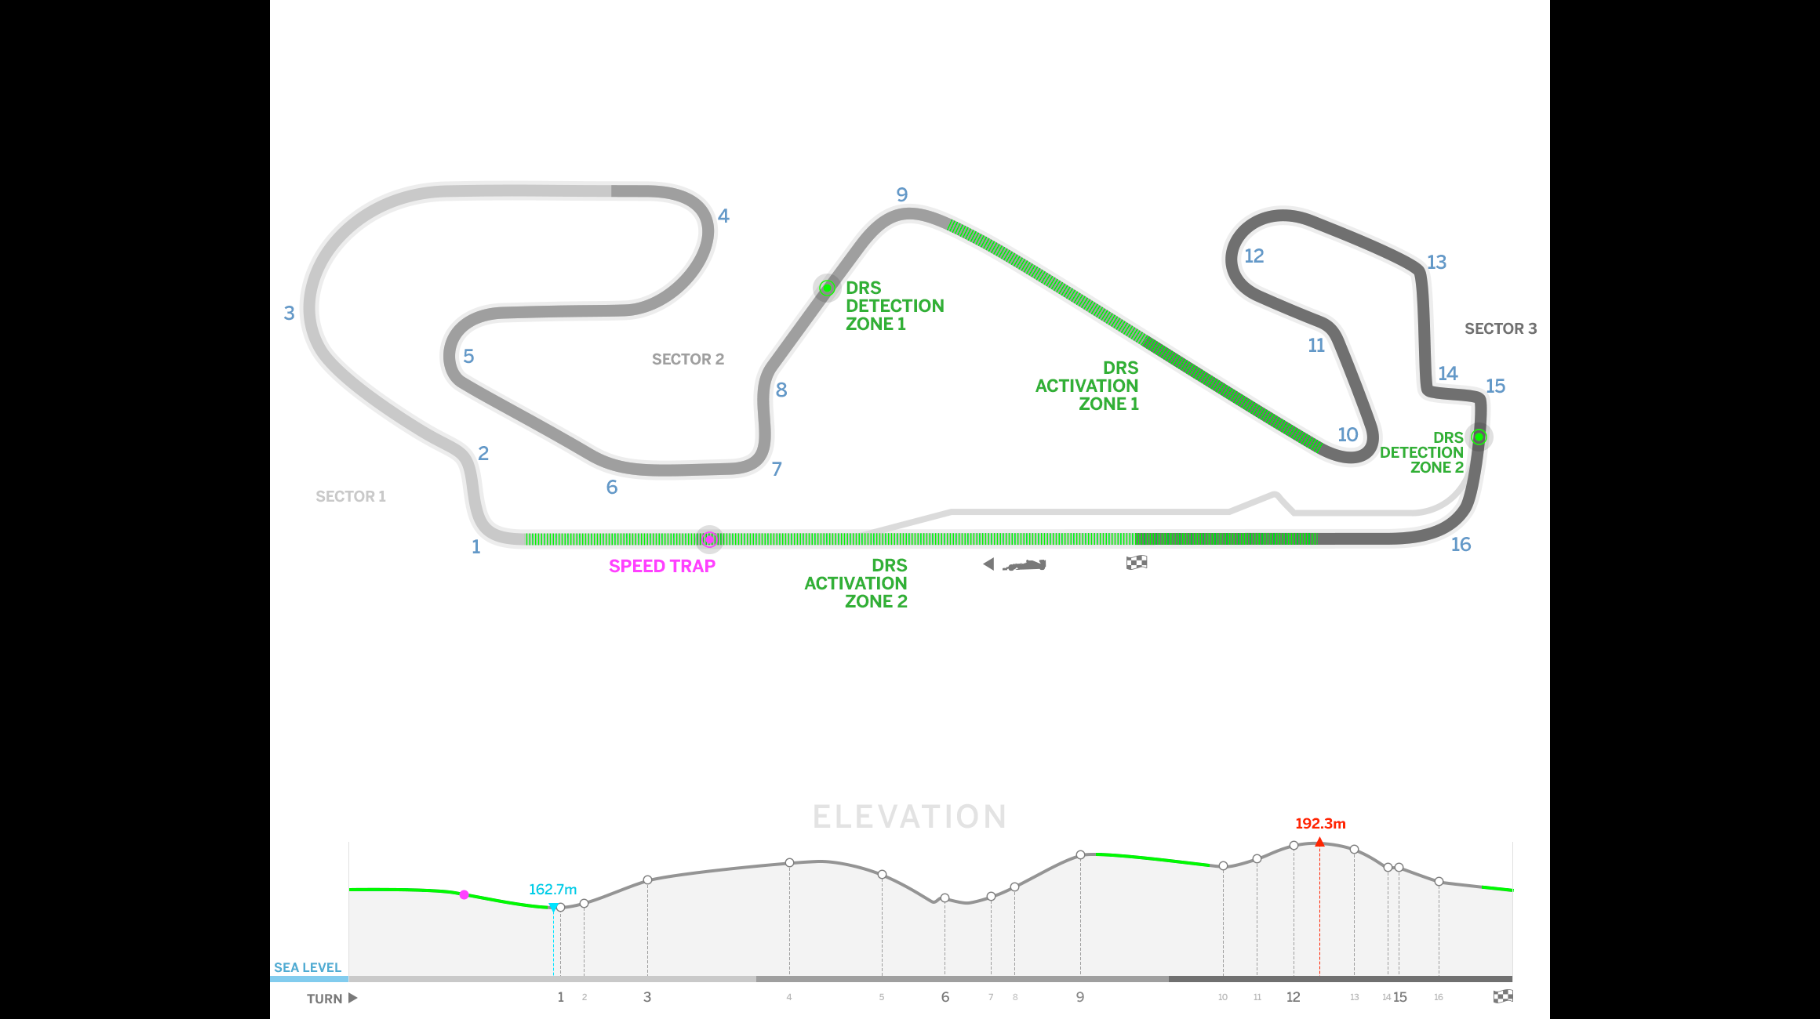 9
4
12
13
DRS
DETECTION
ZONE 1
3
SECTOR 3
11
5
SECTOR 2
DRS
ACTIVATION
ZONE 1
14
15
8
10
DRS
DETECTION
ZONE 2
2
7
6
SECTOR 1
1
16
SPEED TRAP
DRS
ACTIVATION
ZONE 2
ELEVATION
192.3m
162.7m
SEA LEVEL
TURN
1 2 3 4 5 6 7 8 9 10 11 12 13 14 15 16